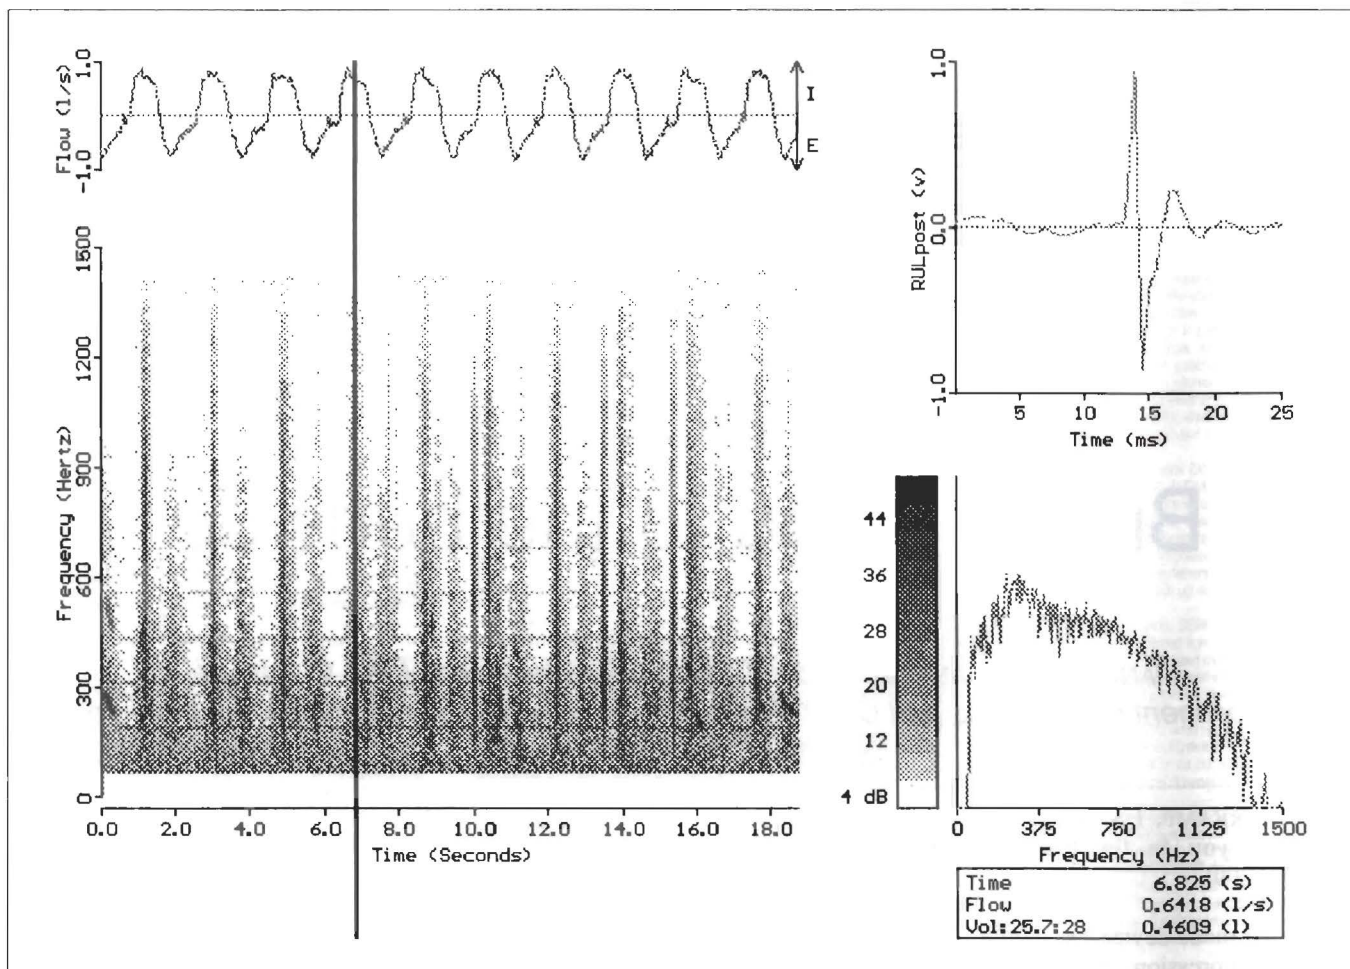 1.0
Flow (l/s)
-1.0
I
E
1500
1200
900
600
300
0
Frequency (Hertz)
0.0 2.0 4.0 6.0 8.0 10.0 12.0 14.0 16.0 18.0
Time (Seconds)
1.0
0.0
-1.0
RULpost (v)
5 10 15 20 25
Time (ms)
44
36
28
20
12
4 dB
0 375 750 1125 1500
Frequency (Hz)
Time 6.825 (s)
Flow 0.6418 (l/s)
Vol:25.7:28 0.4609 (l)